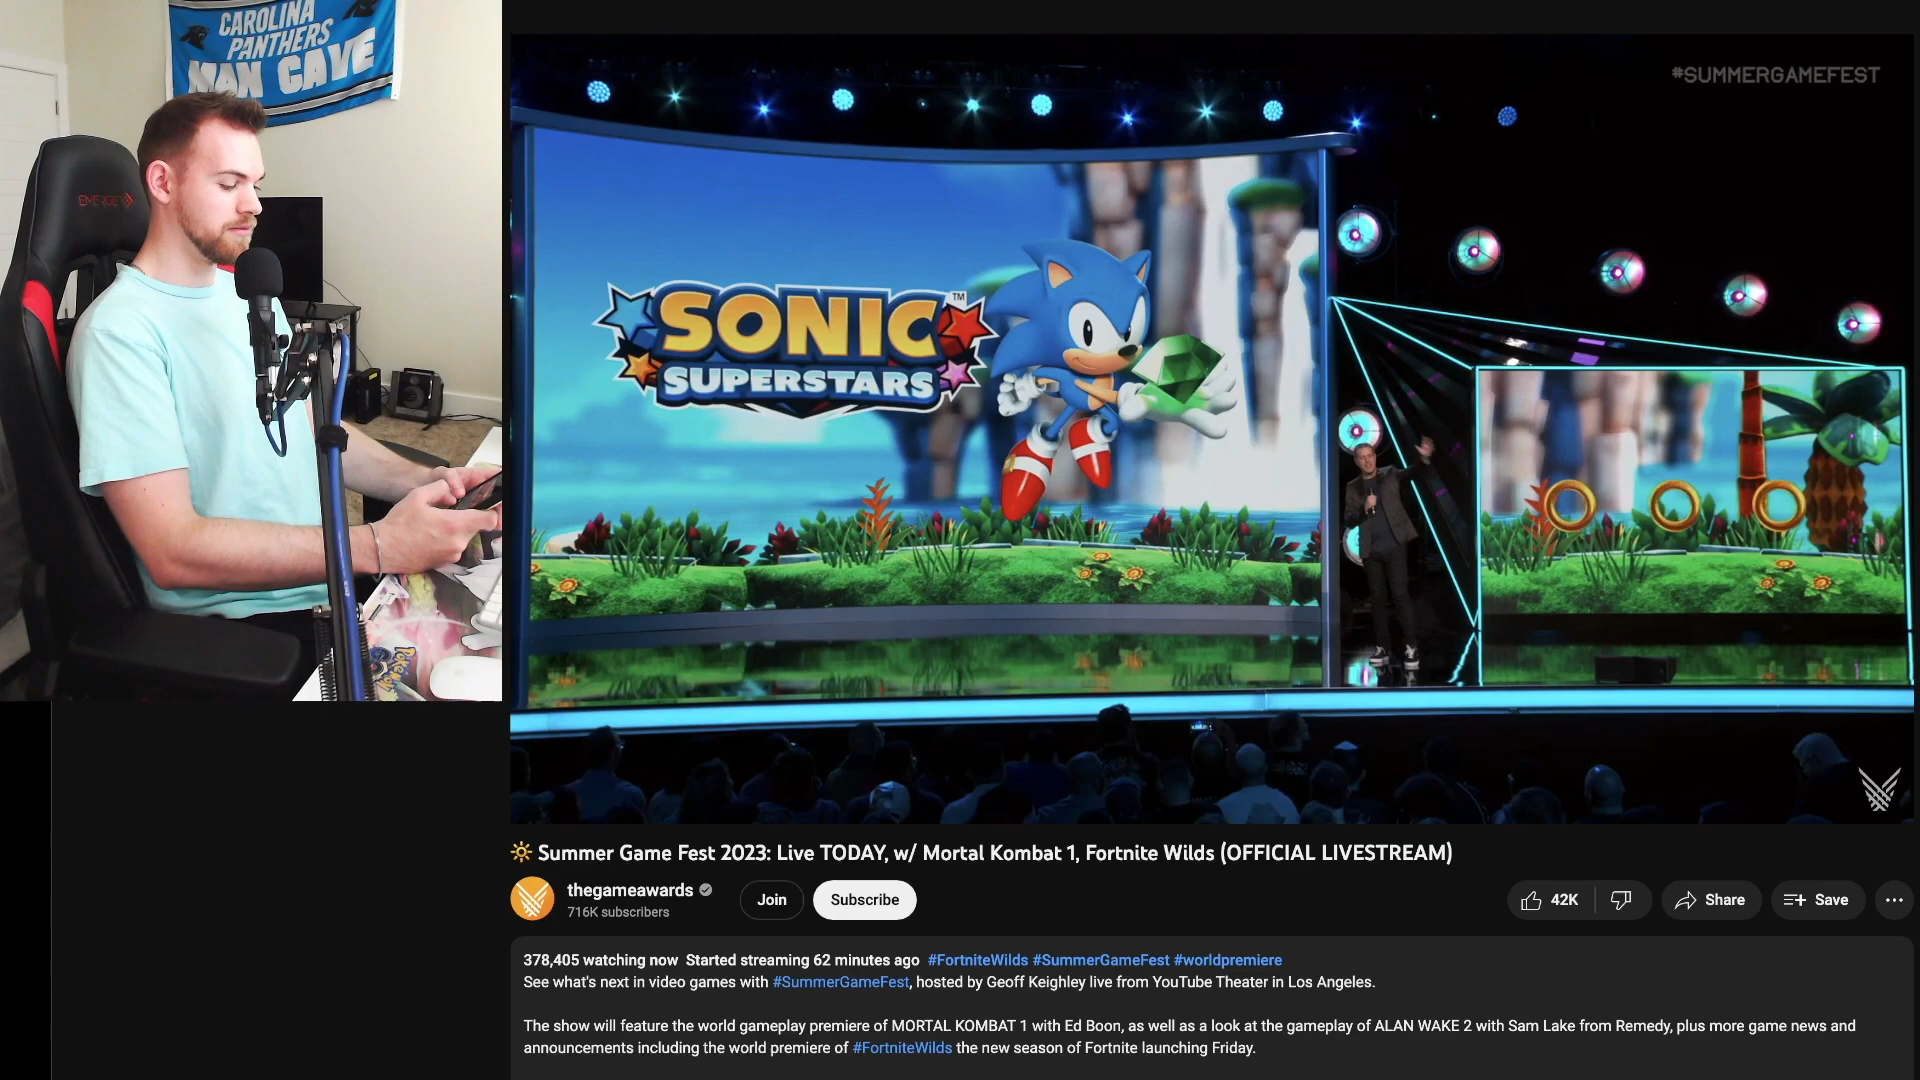 CAROLINA
PANTHERS
MAN CAVE
#SUMMERGAMEFEST
SONIC TM
SUPERSTARS
☀ Summer Game Fest 2023: Live TODAY, w/ Mortal Kombat 1, Fortnite Wilds (OFFICIAL LIVESTREAM)
thegameawards
716K subscribers
Join
Subscribe
42K
Share
Save
378,405 watching now Started streaming 62 minutes ago #FortniteWilds #SummerGameFest #worldpremiere
See what's next in video games with #SummerGameFest, hosted by Geoff Keighley live from YouTube Theater in Los Angeles.
The show will feature the world gameplay premiere of MORTAL KOMBAT 1 with Ed Boon, as well as a look at the gameplay of ALAN WAKE 2 with Sam Lake from Remedy, plus more game news and
announcements including the world premiere of #FortniteWilds the new season of Fortnite launching Friday.
Pokémon